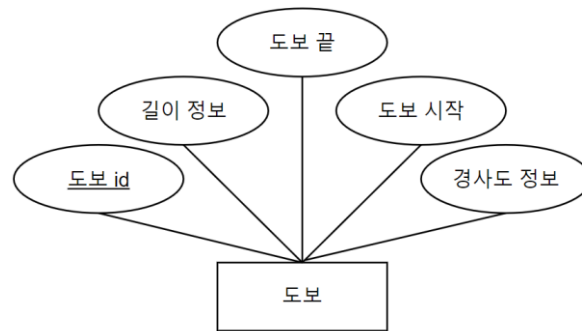 도보 끝
길이 정보
도보 시작
도보 id
경사도 정보
도보